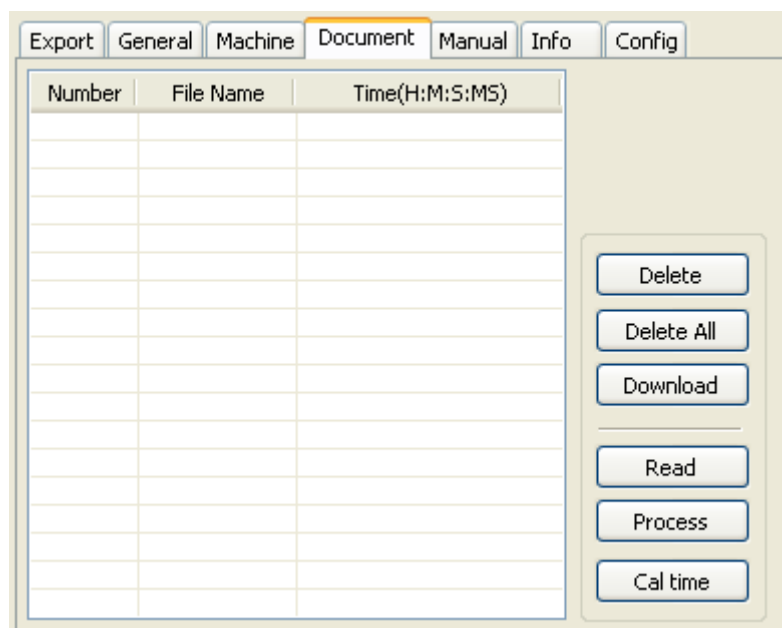 Export General Machine Document Manual Info Config
Number File Name Time(H:M:S:MS)
Delete
Delete All
Download
Read
Process
Cal time